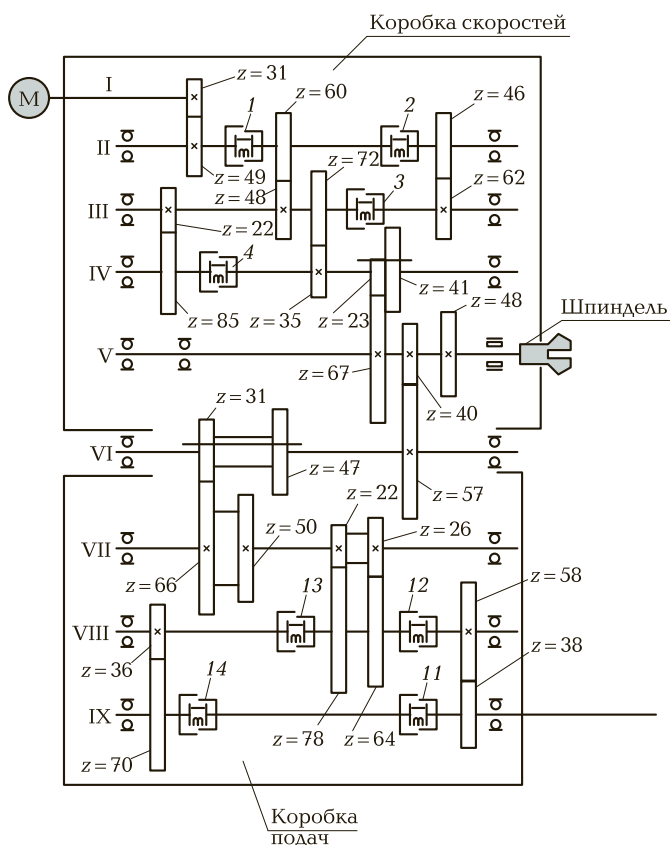 Коробка скоростей
I
z=31
M
z=60
z=46
1
2
II
z=72
z=49
z=48
3
z=62
III
z=22
4
IV
z=41
z=48
z=85
z=35
z=23
Шпиндель
V
z=67
z=31
z=40
VI
z=47
z=22
z=57
z=50
z=26
VII
z=66
13
12
z=58
VIII
z=36
z=38
14
11
IX
z=78
z=64
z=70
Коробка
подач